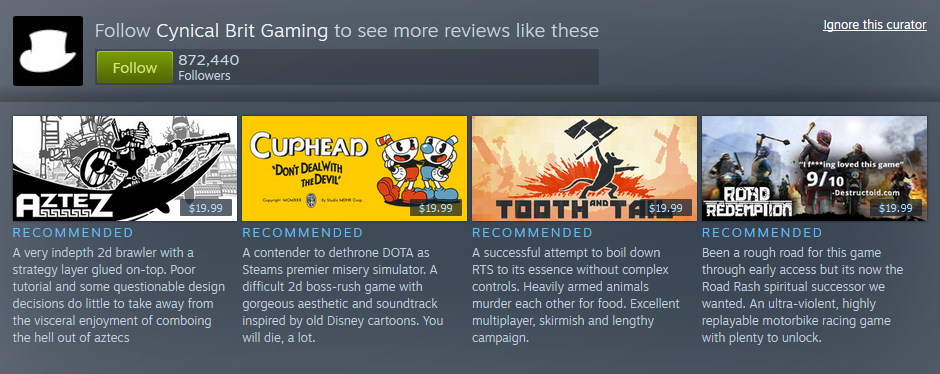 Follow Cynical Brit Gaming to see more reviews like these
Ignore this curator
Follow
872,440
Followers
AZTEZ
$19.99
CUPHEAD
"DON'T DEAL WITH
THE DEVIL"
Copyright MCMXXX By Studio MDHR Corp.
$19.99
TOOTH AND TAIL
$19.99
"I f***ing loved this game"
9/10
-Destructoid.com
ROAD
REDEMPTION
$19.99
RECOMMENDED
A very indepth 2d brawler with a
strategy layer glued on-top. Poor
tutorial and some questionable design
decisions do little to take away from
the visceral enjoyment of comboing
the hell out of aztecs
RECOMMENDED
A contender to dethrone DOTA as
Steams premier misery simulator. A
difficult 2d boss-rush game with
gorgeous aesthetic and soundtrack
inspired by old Disney cartoons. You
will die, a lot.
RECOMMENDED
A successful attempt to boil down
RTS to its essence without complex
controls. Heavily armed animals
murder each other for food. Excellent
multiplayer, skirmish and lengthy
campaign.
RECOMMENDED
Been a rough road for this game
through early access but its now the
Road Rash spiritual successor we
wanted. An ultra-violent, highly
replayable motorbike racing game
with plenty to unlock.